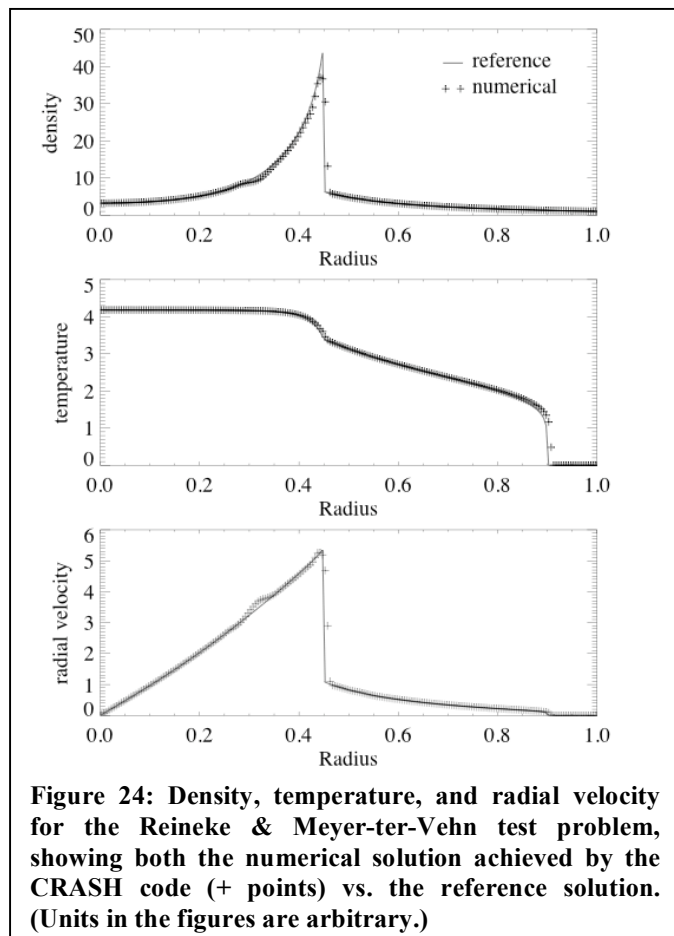 50
40
30
20
10
0
density
reference
+ + numerical
0.0 0.2 0.4 0.6 0.8 1.0
Radius
5
4
3
2
1
0
temperature
0.0 0.2 0.4 0.6 0.8 1.0
Radius
6
5
4
3
2
1
0
radial velocity
0.0 0.2 0.4 0.6 0.8 1.0
Radius
Figure 24: Density, temperature, and radial velocity
for the Reineke & Meyer-ter-Vehn test problem,
showing both the numerical solution achieved by the
CRASH code (+ points) vs. the reference solution.
(Units in the figures are arbitrary.)